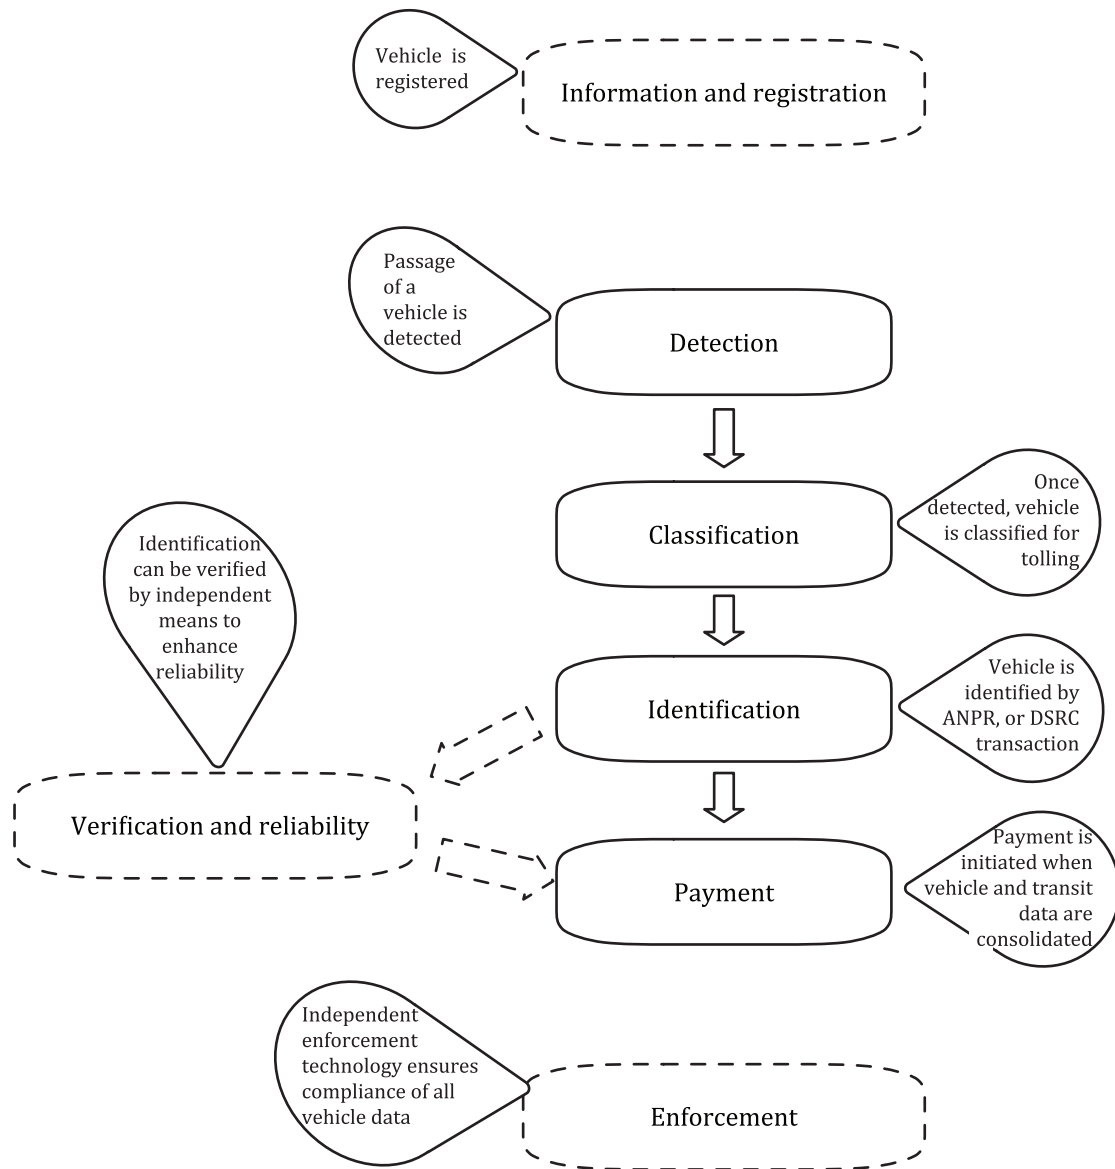 Vehicle is
registered
Information and registration
Passage
of a
vehicle is
detected
Detection
Once
detected, vehicle
is classified for
tolling
Classification
Identification
can be verified
by independent
means to
enhance
reliability
Vehicle is
identified by
ANPR, or DSRC
transaction
Identification
Verification and reliability
Payment is
initiated when
vehicle and transit
data are
consolidated
Payment
Independent
enforcement
technology ensures
compliance of all
vehicle data
Enforcement